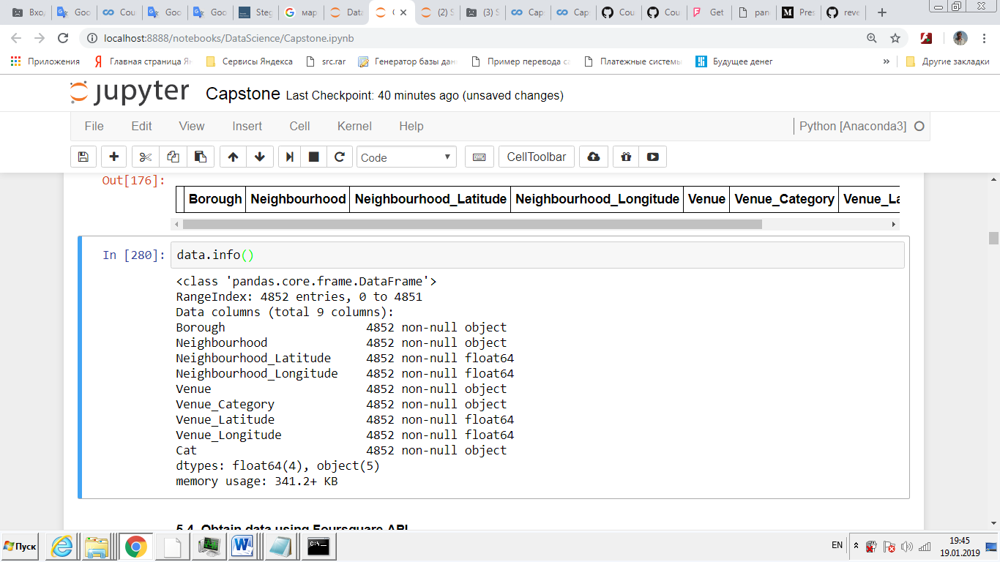 Вход Goo Cou Goo Goo Steg мар Data C (2) S (3) S Cap Cap Cou Cou Get pan Pres reve
localhost:8888/notebooks/DataScience/Capstone.ipynb
Приложения Главная страница Ян Сервисы Яндекса src.rar Генератор базы дан Пример перевода са Платежные системы Будущее денег » Другие закладки
jupyter Capstone Last Checkpoint: 40 minutes ago (unsaved changes)
File Edit View Insert Cell Kernel Help Python [Anaconda3]
Code CellToolbar
Out[176]:
Borough Neighbourhood Neighbourhood_Latitude Neighbourhood_Longitude Venue Venue_Category Venue_La
In [280]: data.info()
<class 'pandas.core.frame.DataFrame'>
RangeIndex: 4852 entries, 0 to 4851
Data columns (total 9 columns):
Borough 4852 non-null object
Neighbourhood 4852 non-null object
Neighbourhood_Latitude 4852 non-null float64
Neighbourhood_Longitude 4852 non-null float64
Venue 4852 non-null object
Venue_Category 4852 non-null object
Venue_Latitude 4852 non-null float64
Venue_Longitude 4852 non-null float64
Cat 4852 non-null object
dtypes: float64(4), object(5)
memory usage: 341.2+ KB
5.4. Obtain data using Foursquare API
Пуск EN 19:45
19.01.2019